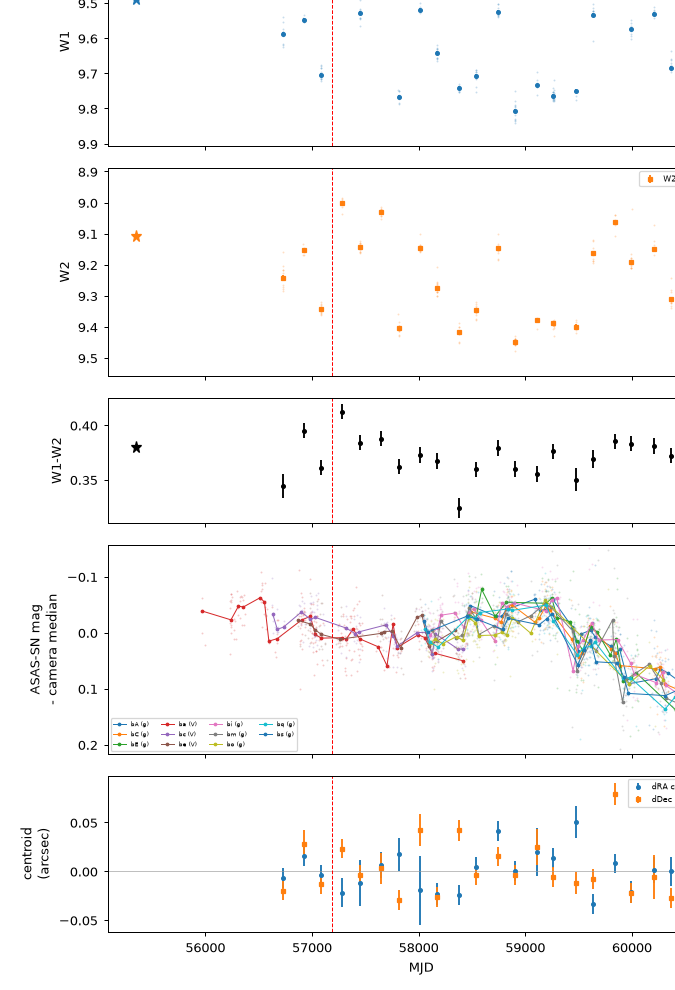 9.5
9.6
9.7
9.8
9.9
W1
8.9
9.0
9.1
9.2
9.3
9.4
9.5
W2
W2
0.40
0.35
W1-W2
−0.1
0.0
0.1
0.2
ASAS-SN mag
- camera median
bA (g) ba (V) bi (g) bq (g)
bC (g) bc (V) bm (g) bs (g)
bE (g) be (V) bo (g)
0.05
0.00
−0.05
centroid
(arcsec)
dRA c
dDec
56000 57000 58000 59000 60000
MJD